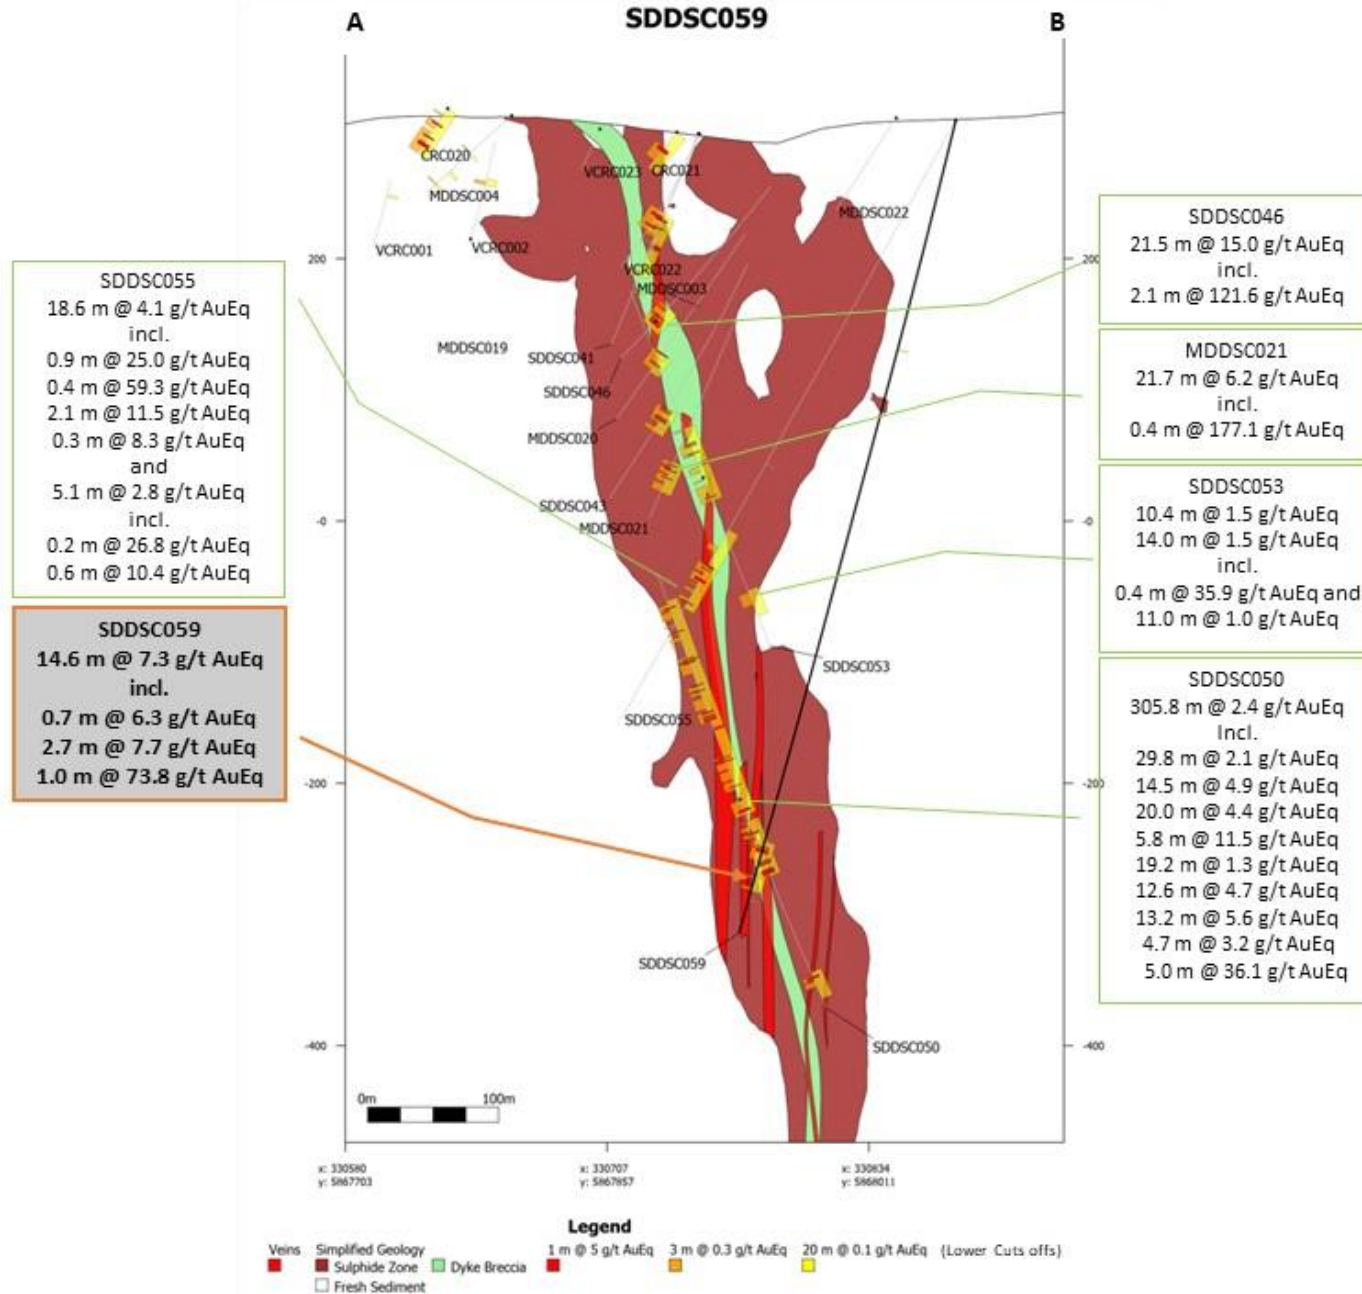 A
SDDSC059
B
CRC020
VCRC023
CRC021
MDDSC004
MDDSC022
VCRC001
VCRC002
200
200
VCRC022
MDDSC003
MDDSC019
SDDSC041
SDDSC046
MDDSC020
SDDSC043
MDDSC021
-0
-0
SDDSC053
SDDSC055
-200
-200
SDDSC059
SDDSC050
-400
-400
0m
100m
x: 330580
y: 5867703
x: 330707
y: 5867857
x: 330834
y: 5868011
SDDSC055
18.6 m @ 4.1 g/t AuEq
incl.
0.9 m @ 25.0 g/t AuEq
0.4 m @ 59.3 g/t AuEq
2.1 m @ 11.5 g/t AuEq
0.3 m @ 8.3 g/t AuEq
and
5.1 m @ 2.8 g/t AuEq
incl.
0.2 m @ 26.8 g/t AuEq
0.6 m @ 10.4 g/t AuEq
SDDSC059
14.6 m @ 7.3 g/t AuEq
incl.
0.7 m @ 6.3 g/t AuEq
2.7 m @ 7.7 g/t AuEq
1.0 m @ 73.8 g/t AuEq
SDDSC046
21.5 m @ 15.0 g/t AuEq
incl.
2.1 m @ 121.6 g/t AuEq
MDDSC021
21.7 m @ 6.2 g/t AuEq
incl.
0.4 m @ 177.1 g/t AuEq
SDDSC053
10.4 m @ 1.5 g/t AuEq
14.0 m @ 1.5 g/t AuEq
incl.
0.4 m @ 35.9 g/t AuEq and
11.0 m @ 1.0 g/t AuEq
SDDSC050
305.8 m @ 2.4 g/t AuEq
Incl.
29.8 m @ 2.1 g/t AuEq
14.5 m @ 4.9 g/t AuEq
20.0 m @ 4.4 g/t AuEq
5.8 m @ 11.5 g/t AuEq
19.2 m @ 1.3 g/t AuEq
12.6 m @ 4.7 g/t AuEq
13.2 m @ 5.6 g/t AuEq
4.7 m @ 3.2 g/t AuEq
5.0 m @ 36.1 g/t AuEq
Legend
Veins Simplified Geology 1 m @ 5 g/t AuEq 3 m @ 0.3 g/t AuEq 20 m @ 0.1 g/t AuEq (Lower Cuts offs)
Sulphide Zone Dyke Breccia
Fresh Sediment